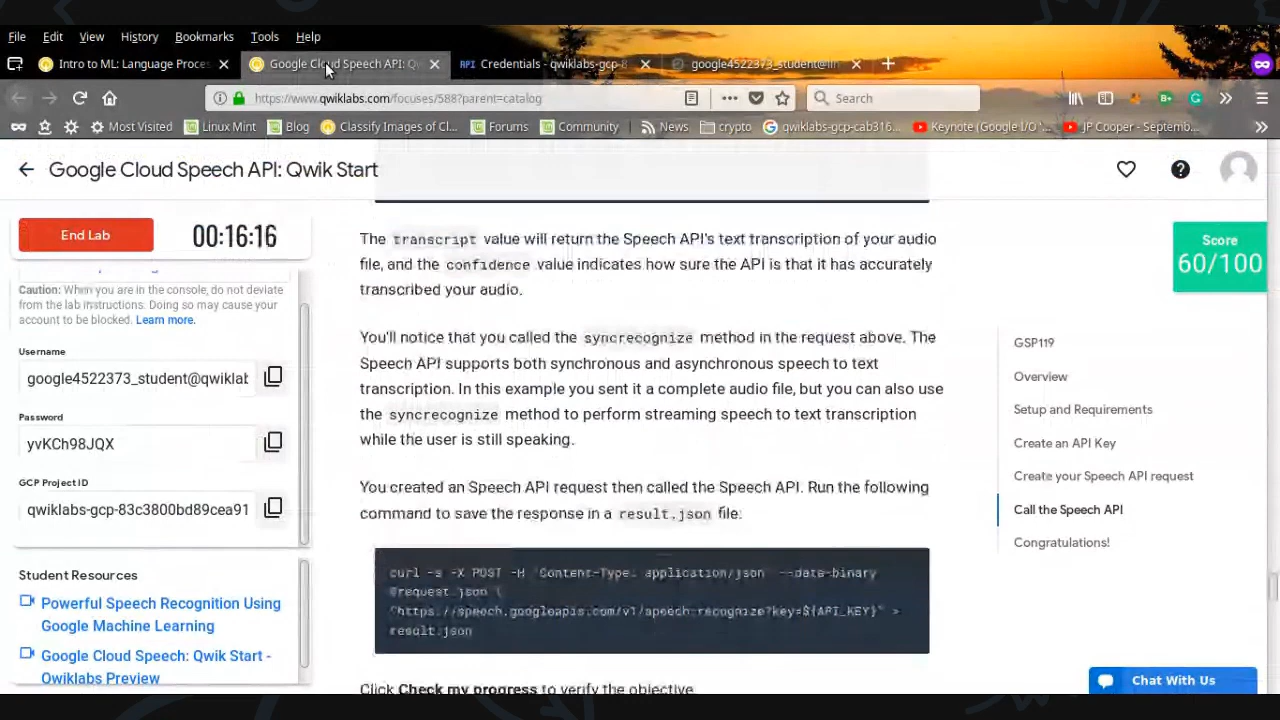 File Edit View History Bookmarks Tools Help
Intro to ML: Language Proces
Google Cloud Speech API: Qw
API Credentials - qwiklabs-gcp-8
google4522373_student@lin
https://www.qwiklabs.com/focuses/588?parent=catalog
Search
Most Visited Linux Mint Blog Classify Images of Cl... Forums Community News crypto qwiklabs-gcp-cab316... Keynote (Google I/O '... JP Cooper - Septemb...
Google Cloud Speech API: Qwik Start
End Lab
00:16:16
Caution: When you are in the console, do not deviate
from the lab instructions. Doing so may cause your
account to be blocked. Learn more.
Username
google4522373_student@qwiklab
Password
yvKCh98JQX
GCP Project ID
qwiklabs-gcp-83c3800bd89cea91
Student Resources
Powerful Speech Recognition Using
Google Machine Learning
Google Cloud Speech: Qwik Start -
Qwiklabs Preview
The transcript value will return the Speech API's text transcription of your audio
file, and the confidence value indicates how sure the API is that it has accurately
transcribed your audio.
You'll notice that you called the syncrecognize method in the request above. The
Speech API supports both synchronous and asynchronous speech to text
transcription. In this example you sent it a complete audio file, but you can also use
the syncrecognize method to perform streaming speech to text transcription
while the user is still speaking.
You created an Speech API request then called the Speech API. Run the following
command to save the response in a result.json file:
curl -s -X POST -H "Content-Type: application/json" --data-binary
@request.json \
"https://speech.googleapis.com/v1/speech:recognize?key=${API_KEY}" >
result.json
Click Check my progress to verify the objective.
Score
60/100
GSP119
Overview
Setup and Requirements
Create an API Key
Create your Speech API request
Call the Speech API
Congratulations!
Chat With Us